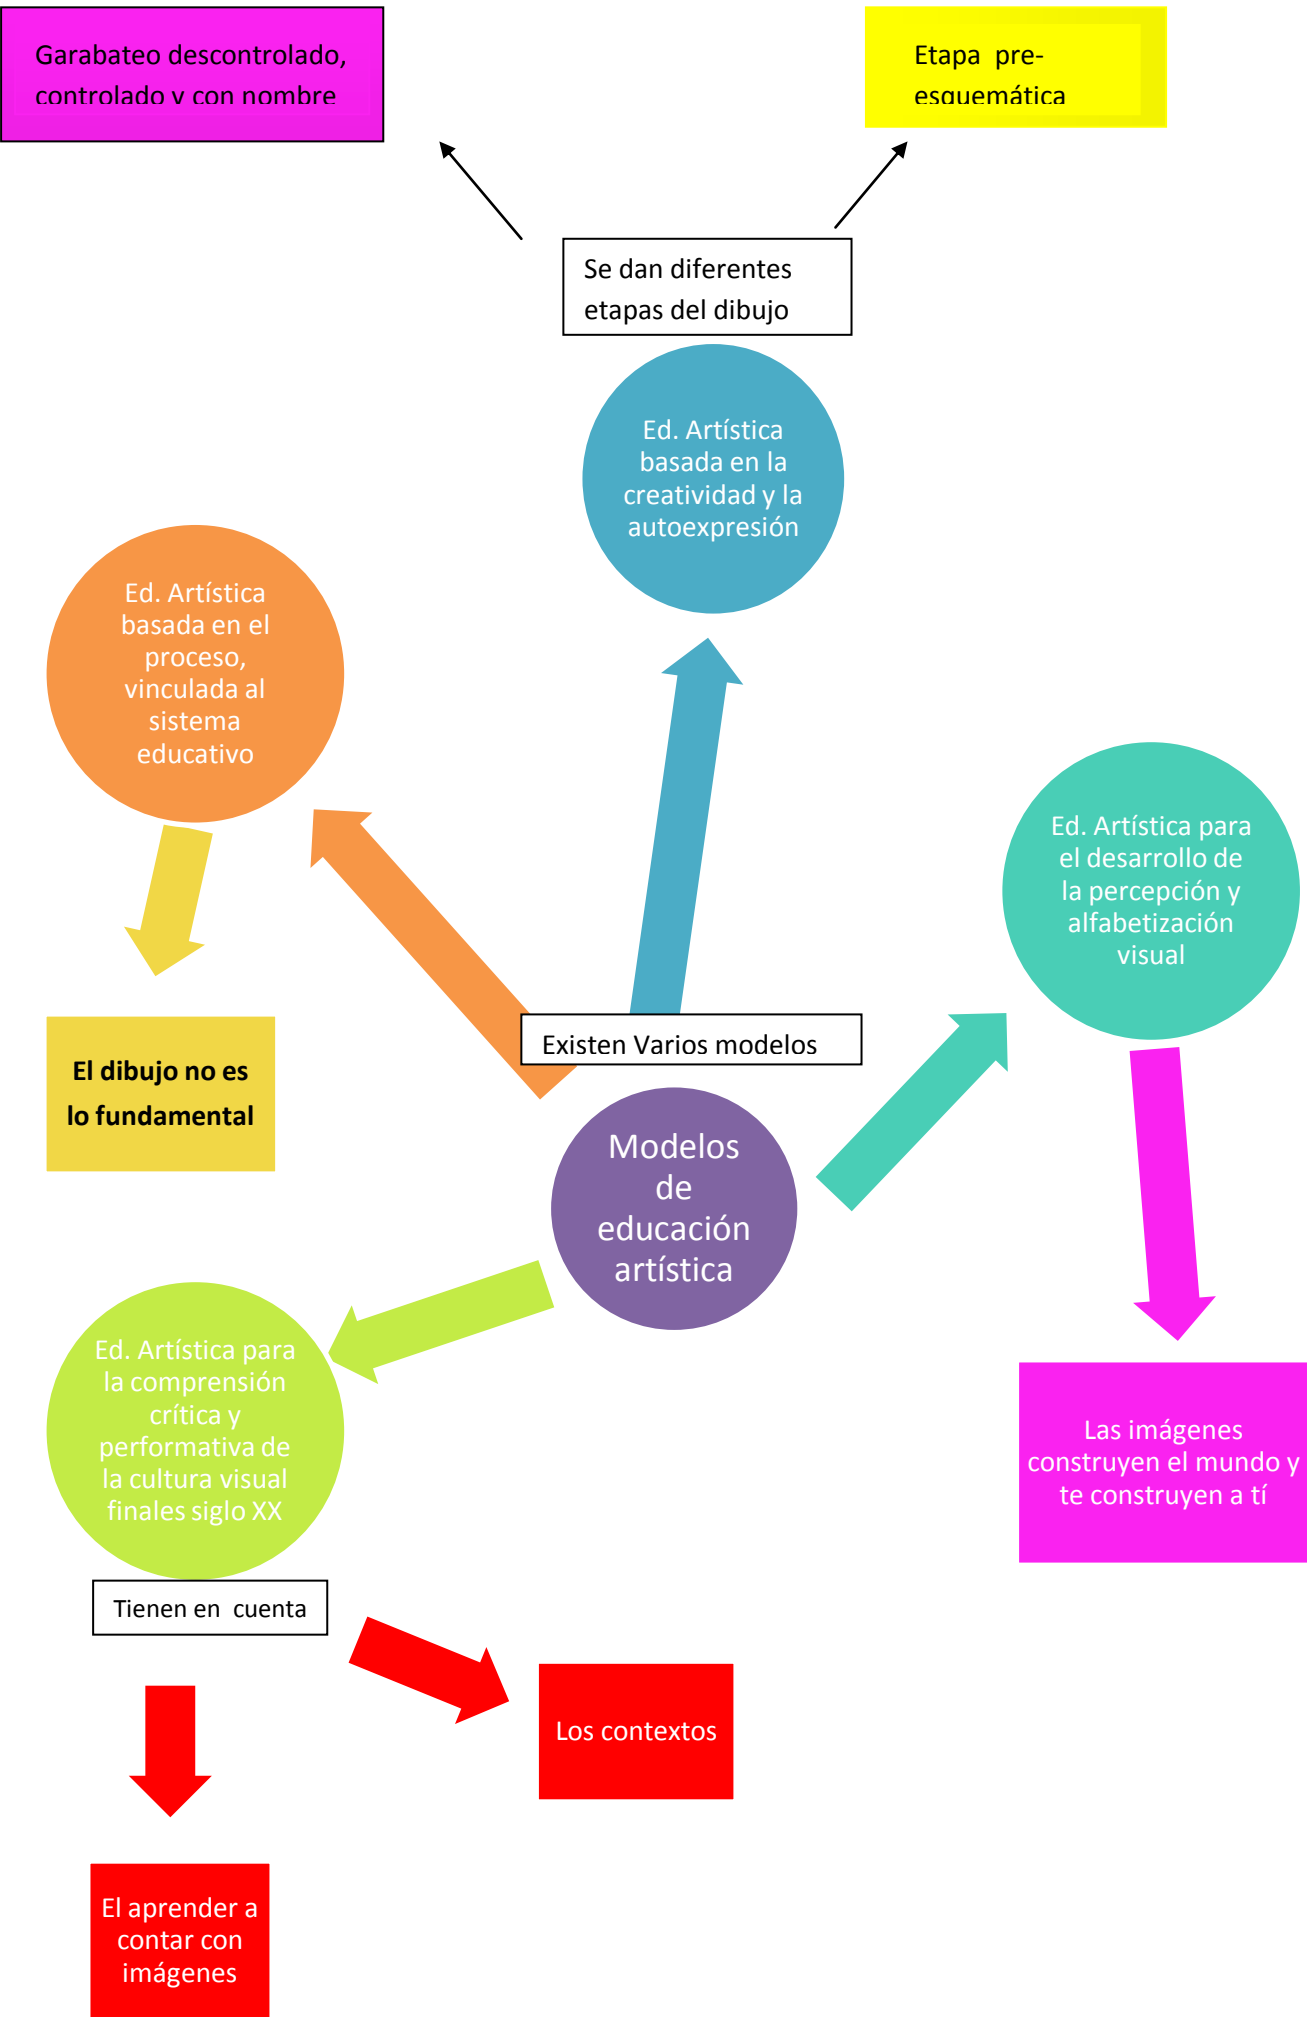 Garabateo descontrolado,
controlado y con nombre
Etapa pre-
esquemática
Se dan diferentes
etapas del dibujo
Ed. Artística
basada en la
creatividad y la
autoexpresión
Ed. Artística
basada en el
proceso,
vinculada al
sistema
educativo
Ed. Artística para
el desarrollo de
la percepción y
alfabetización
visual
Existen Varios modelos
El dibujo no es
lo fundamental
Modelos
de
educación
artística
Ed. Artística para
la comprensión
crítica y
performativa de
la cultura visual
finales siglo XX
Las imágenes
construyen el mundo y
te construyen a tí
Tienen en cuenta
Los contextos
El aprender a
contar con
imágenes